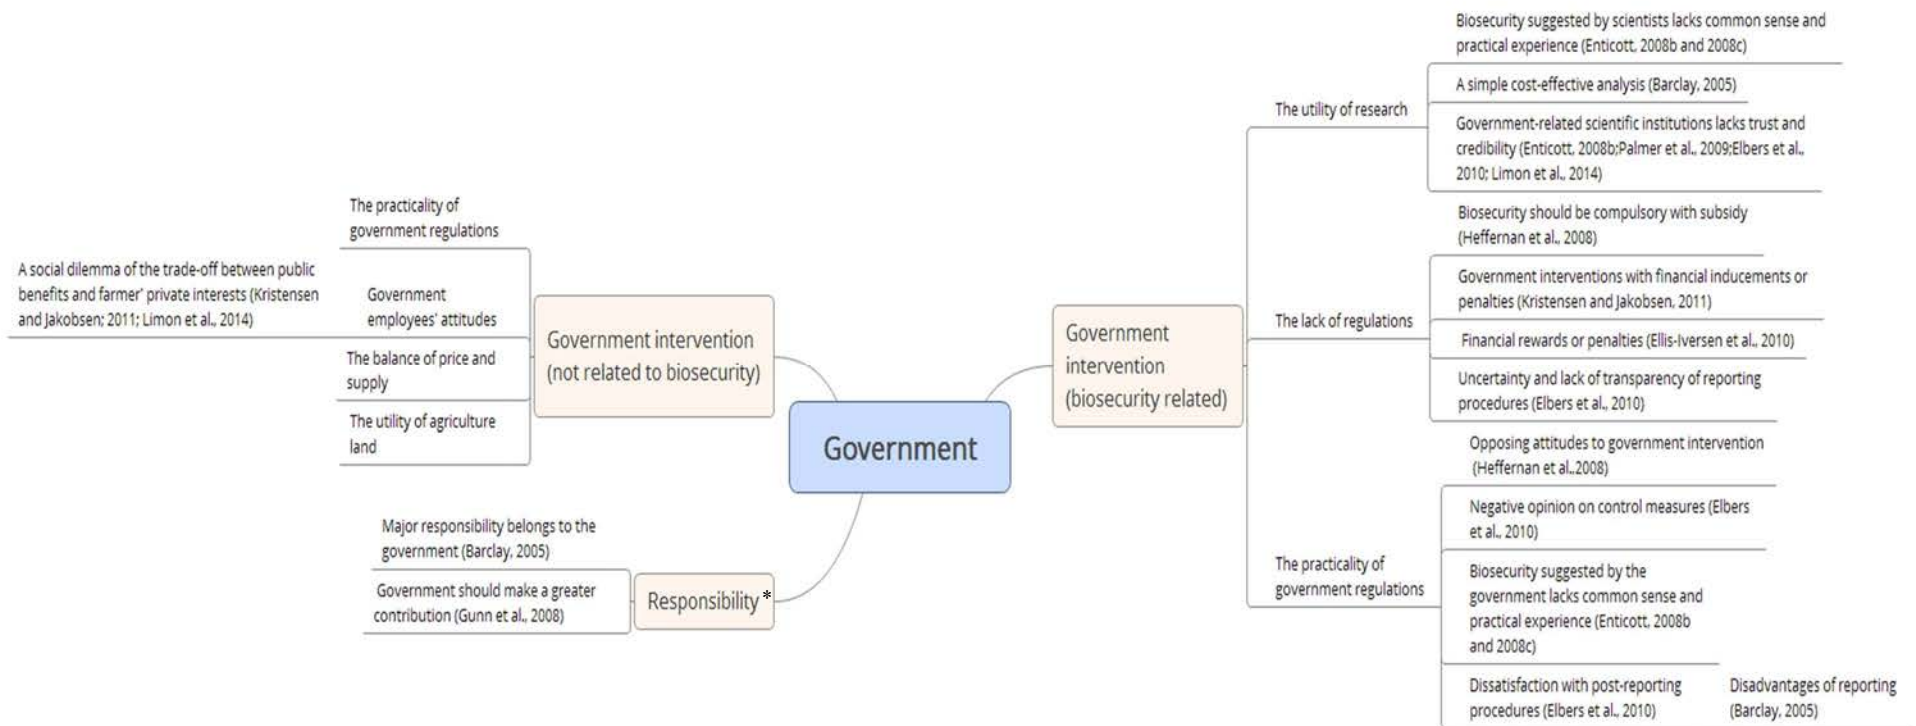 Biosecurity suggested by scientists lacks common sense and
practical experience (Enticott, 2008b and 2008c)
A simple cost-effective analysis (Barclay, 2005)
The utility of research
Government-related scientific institutions lacks trust and
credibility (Enticott, 2008b;Palmer et al., 2009;Elbers et al.,
2010; Limon et al., 2014)
Biosecurity should be compulsory with subsidy
(Heffernan et al., 2008)
Government interventions with financial inducements or
penalties (Kristensen and Jakobsen, 2011)
The lack of regulations
Financial rewards or penalties (Ellis-Iversen et al., 2010)
Uncertainty and lack of transparency of reporting
procedures (Elbers et al., 2010)
Opposing attitudes to government intervention
(Heffernan et al.,2008)
Negative opinion on control measures (Elbers
et al., 2010)
The practicality of
government regulations
Biosecurity suggested by the
government lacks common sense and
practical experience (Enticott, 2008b
and 2008c)
Dissatisfaction with post-reporting
procedures (Elbers et al., 2010)
Disadvantages of reporting
(Barclay, 2005)
Government
intervention
(biosecurity related)
Government
Government intervention
(not related to biosecurity)
The practicality of
government regulations
A social dilemma of the trade-off between public
benefits and farmer' private interests (Kristensen
and Jakobsen; 2011; Limon et al., 2014)
Government
employees' attitudes
The balance of price and
supply
The utility of agriculture
land
Major responsibility belongs to the
government (Barclay, 2005)
Government should make a greater
contribution (Gunn et al., 2008)
Responsibility *